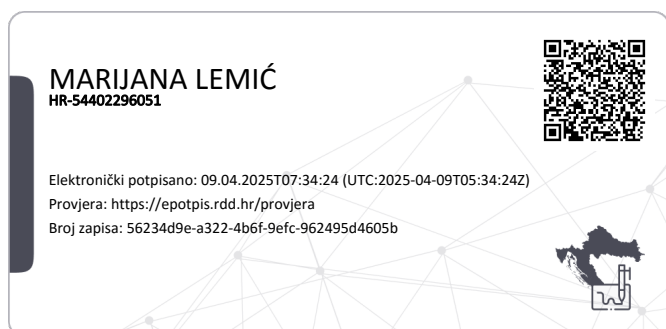 MARIJANA LEMIĆ
HR-54402296051
Elektronički potpisano: 09.04.2025T07:34:24 (UTC:2025-04-09T05:34:24Z)
Provjera: https://epotpis.rdd.hr/provjera
Broj zapisa: 56234d9e-a322-4b6f-9efc-962495d4605b